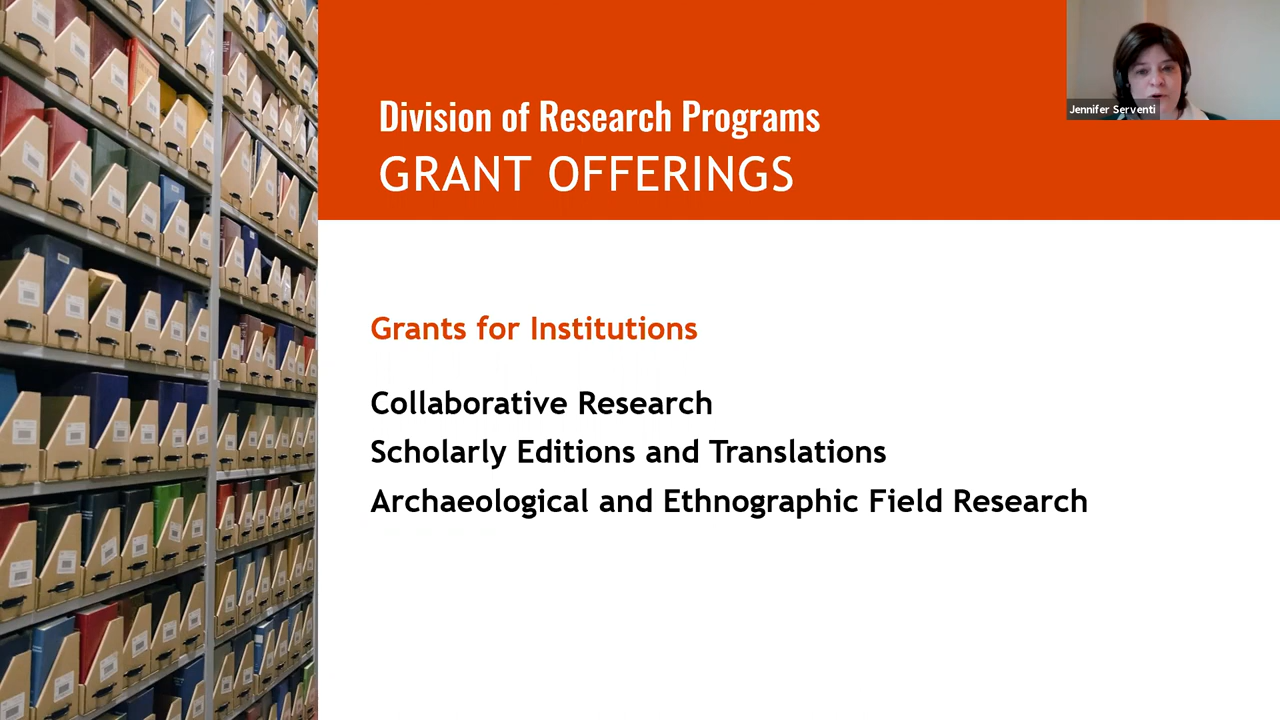 Division of Research Programs
GRANT OFFERINGS
Jennifer Serventi
Grants for Institutions
Collaborative Research
Scholarly Editions and Translations
Archaeological and Ethnographic Field Research